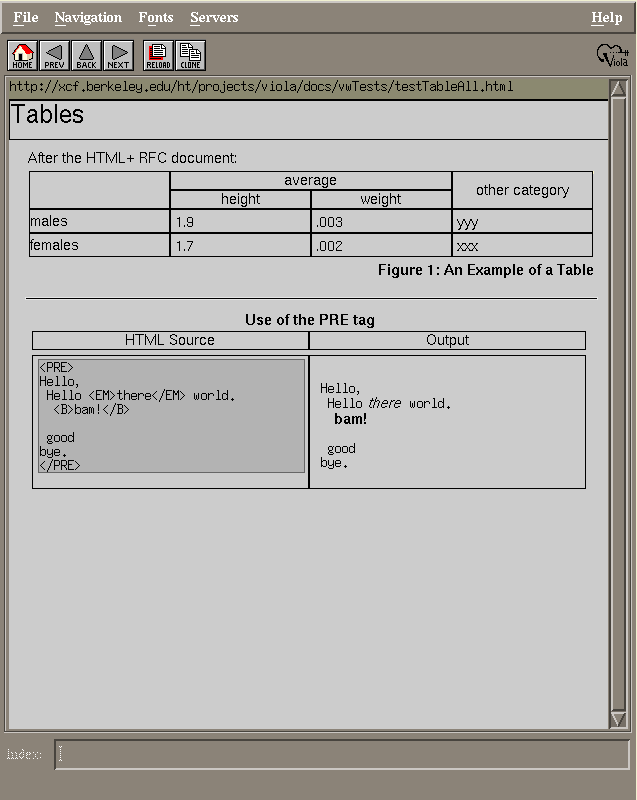 File Navigation Fonts Servers Help
HOME PREV BACK NEXT RELOAD CLONE Viola
http://xcf.berkeley.edu/ht/projects/viola/docs/vwTests/testTableAll.html
Tables
After the HTML+ RFC document:
average other category
height weight
males 1.9 .003 yyy
females 1.7 .002 xxx
Figure 1: An Example of a Table
Use of the PRE tag
HTML Source Output
<PRE>
Hello,
Hello <EM>there</EM> world.
<B>bam!</B>
good
bye.
</PRE>
Hello,
Hello there world.
bam!
good
bye.
Index: